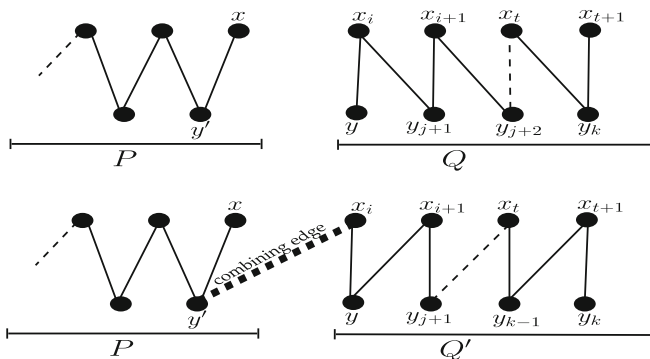 x x_i x_{i+1} x_t x_{t+1}
y' y y_{j+1} y_{j+2} y_k
P Q
x x_i x_{i+1} x_t x_{t+1}
combining edge
y' y y_{j+1} y_{k-1} y_k
P Q'